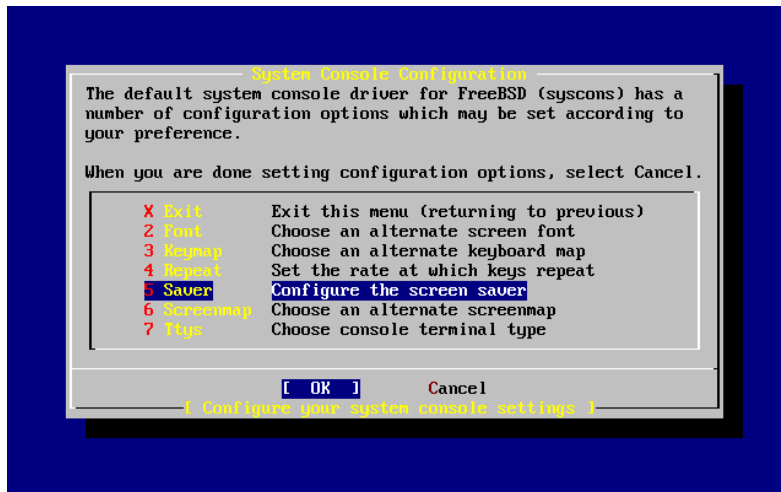 System Console Configuration
The default system console driver for FreeBSD (syscons) has a
number of configuration options which may be set according to
your preference.
When you are done setting configuration options, select Cancel.
X Exit Exit this menu (returning to previous)
2 Font Choose an alternate screen font
3 Keymap Choose an alternate keyboard map
4 Repeat Set the rate at which keys repeat
5 Saver Configure the screen saver
6 Screenmap Choose an alternate screenmap
7 Ttys Choose console terminal type
[ OK ] Cancel
[ Configure your system console settings ]